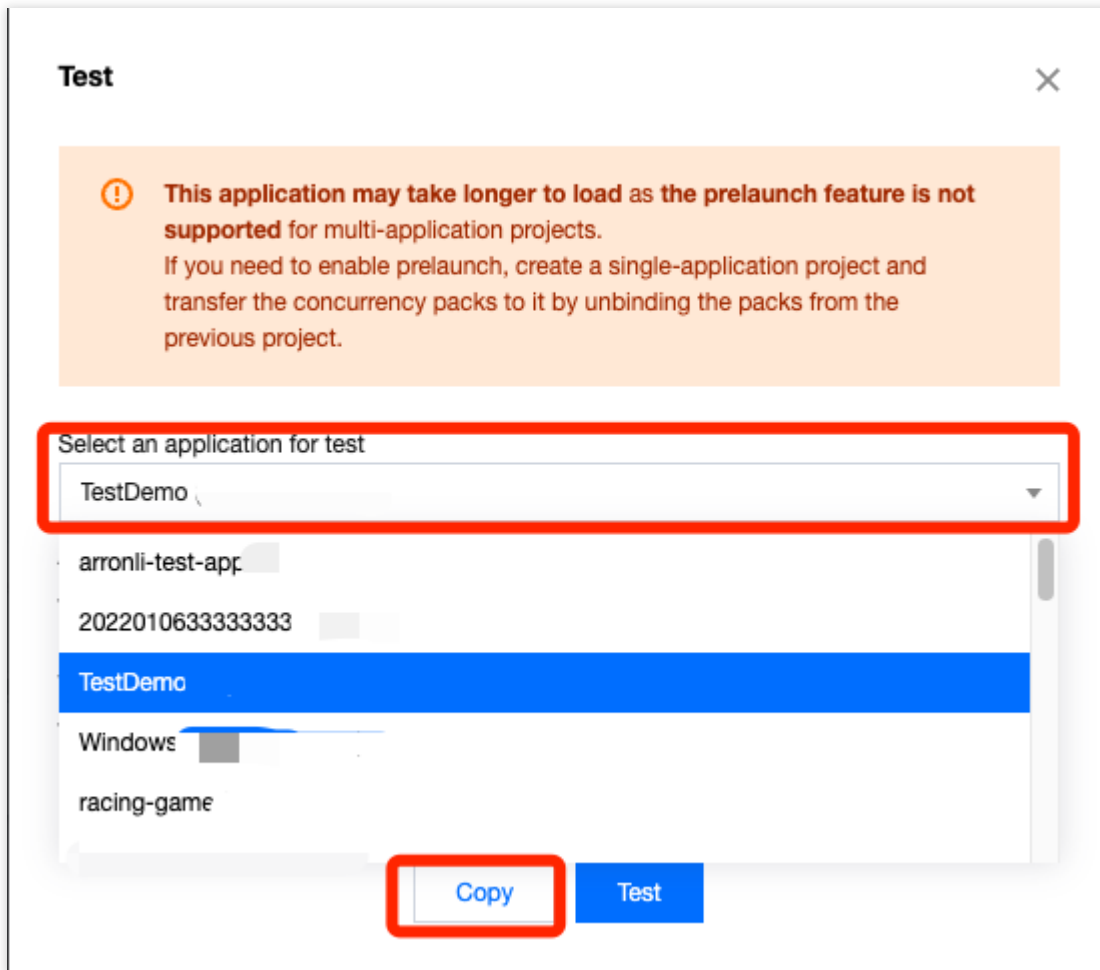 Test
This application may take longer to load as the prelaunch feature is not
supported for multi-application projects.
If you need to enable prelaunch, create a single-application project and
transfer the concurrency packs to it by unbinding the packs from the
previous project.
Select an application for test
TestDemo
arronli-test-app
2022010633333333
TestDemo
Windows
racing-game
Copy
Test